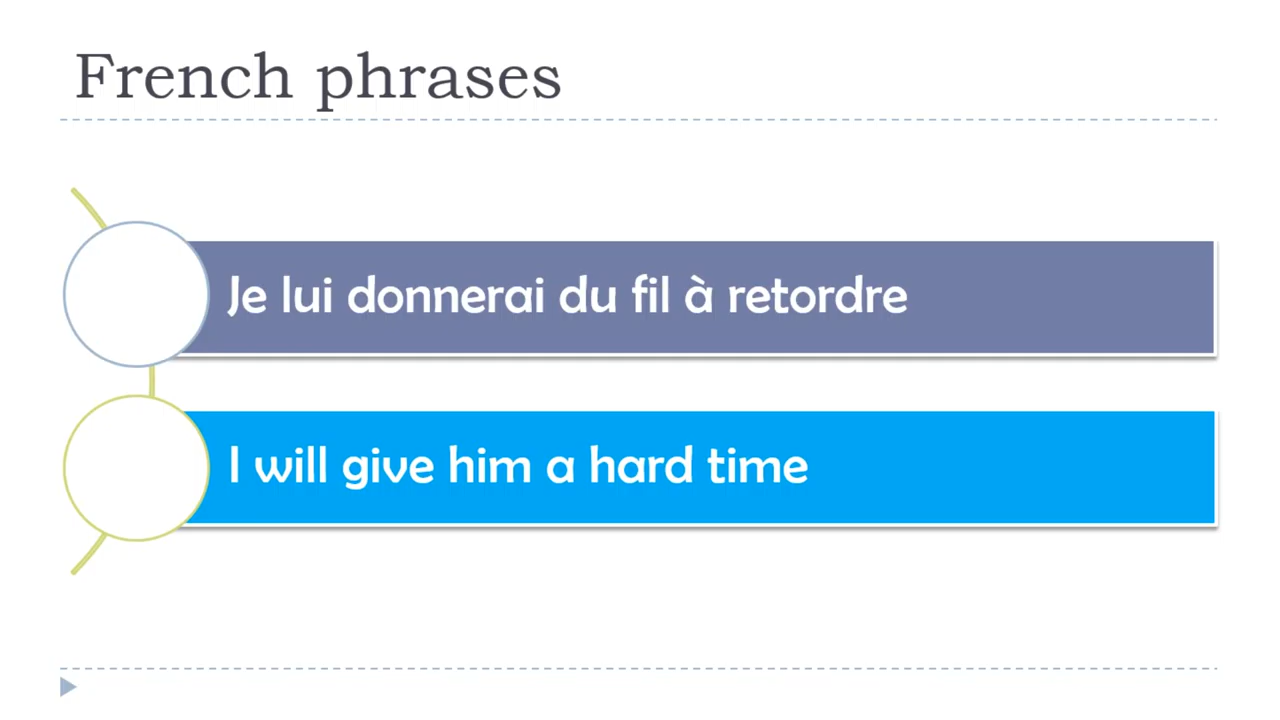 French phrases
Je lui donnerai du fil à retordre
I will give him a hard time